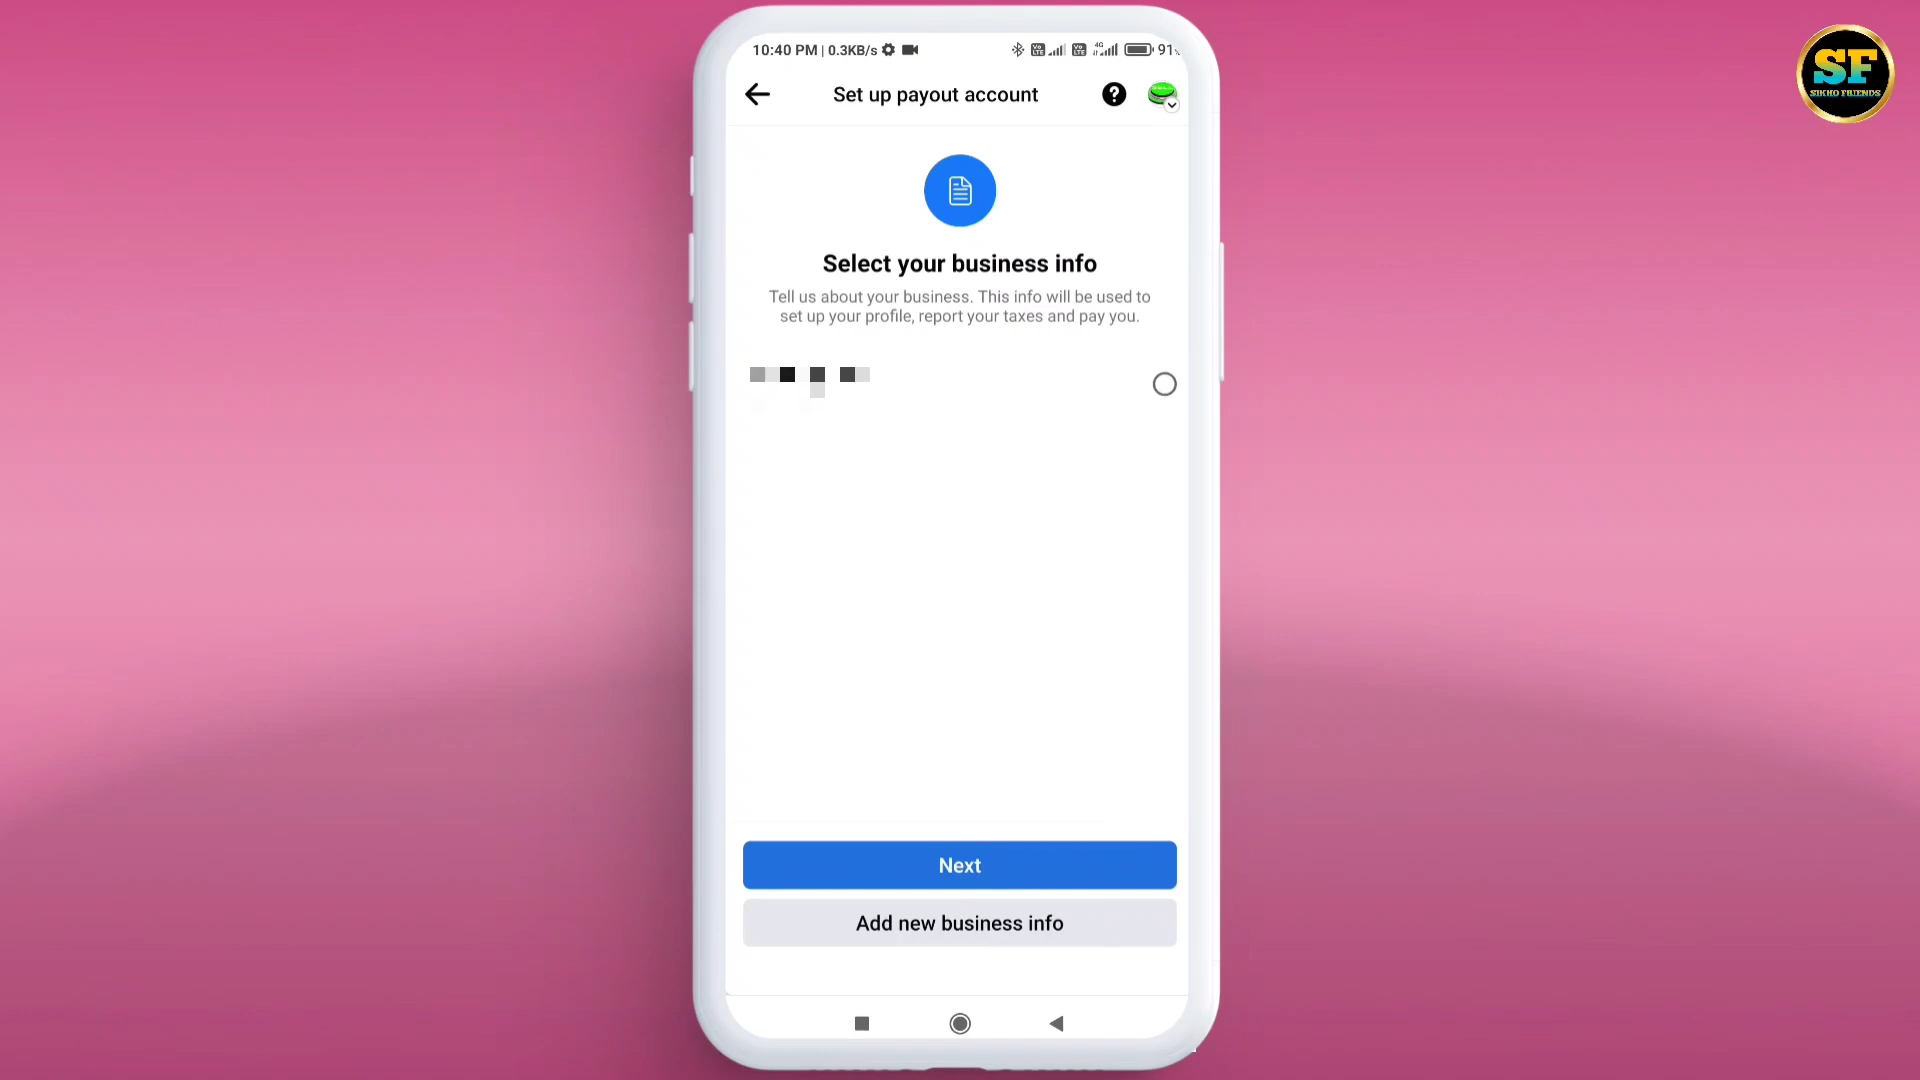 10:40 PM | 0.3KB/s 4G 91
Set up payout account
SF
SIKHO FRIENDS
Select your business info
Tell us about your business. This info will be used to
set up your profile, report your taxes and pay you.
Next
Add new business info